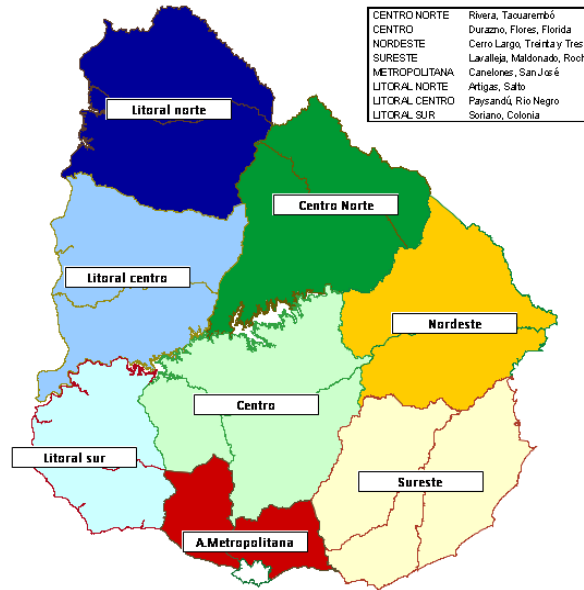 CENTRO NORTE Rivera, Tacuarembó
CENTRO Durazno, Flores, Florida
NORDESTE Cerro Largo, Treinta y Tres
SURESTE Lavalleja, Maldonado, Roch
METROPOLITANA Canelones, San José
LITORAL NORTE Artigas, Salto
LITORAL CENTRO Paysandú, Rio Negro
LITORAL SUR Soriano, Colonia
Litoral norte
Centro Norte
Litoral centro
Nordeste
Centro
Litoral sur
Sureste
A.Metropolitana